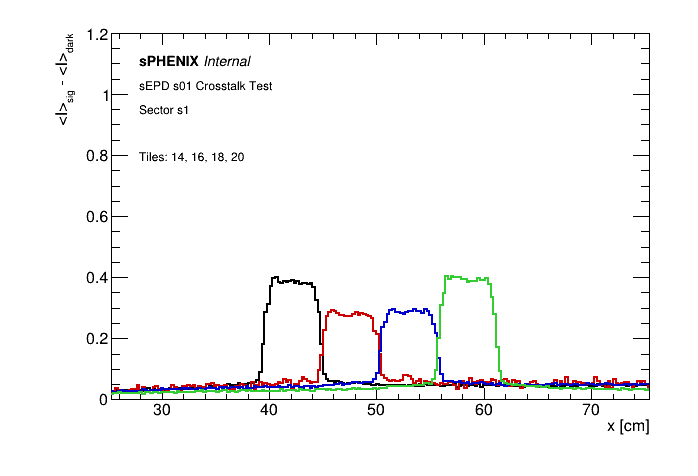 <I>sig - <I>dark
1.2
1
0.8
0.6
0.4
0.2
0
sPHENIX Internal
sEPD s01 Crosstalk Test
Sector s1
Tiles: 14, 16, 18, 20
30 40 50 60 70
x [cm]